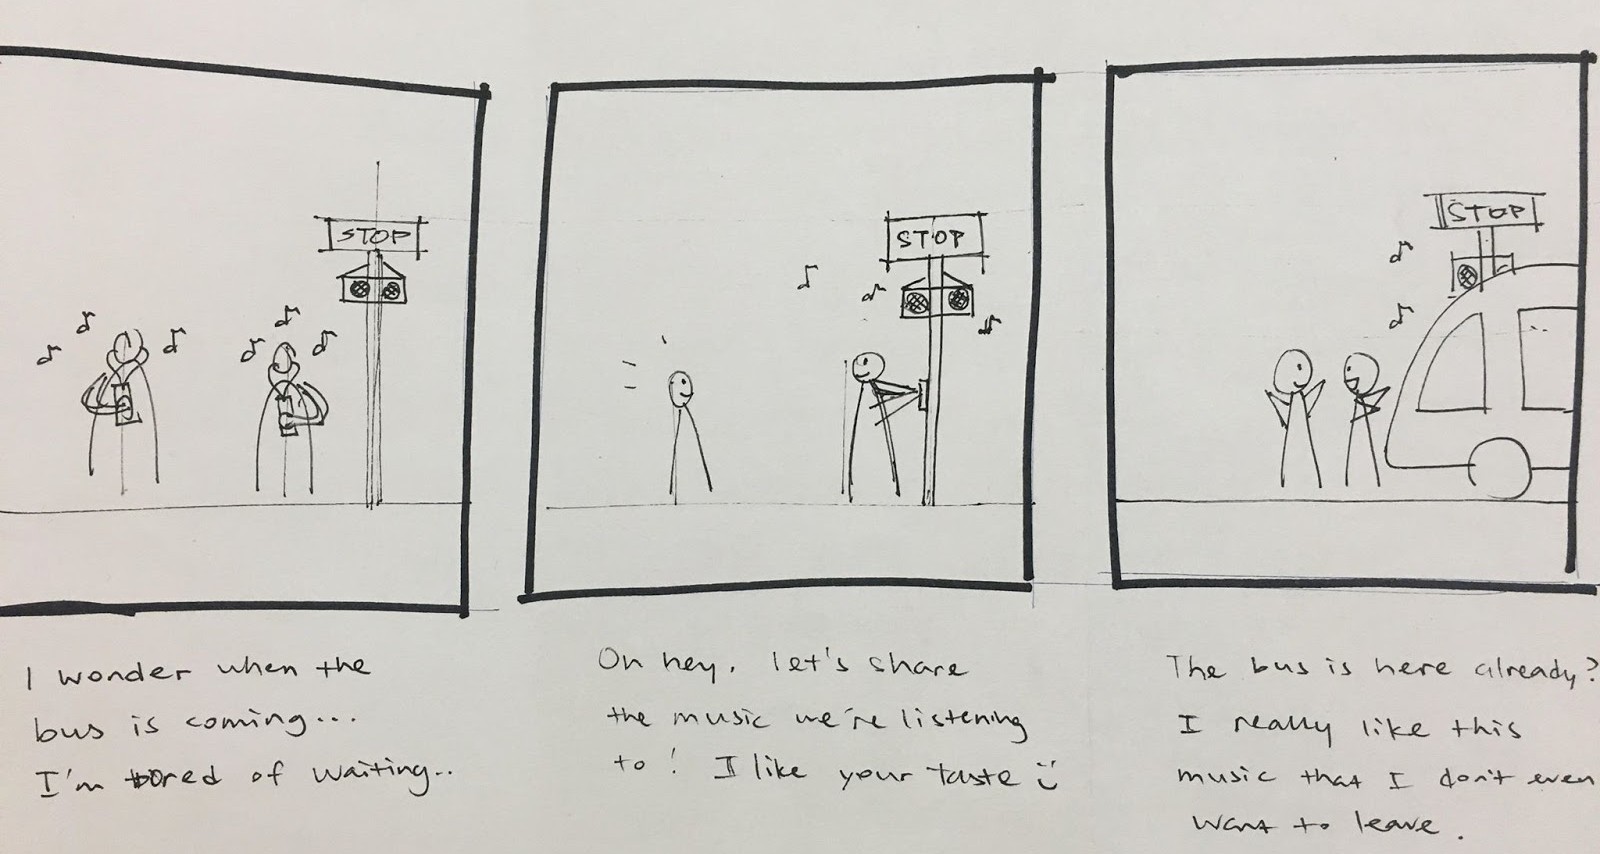 STOP
I wonder when the
bus is coming...
I'm bored of waiting..
STOP
Oh hey, let's share
the music we're listening
to! I like your taste
STOP
The bus is here already?
I really like this
music that I don't even
want to leave.